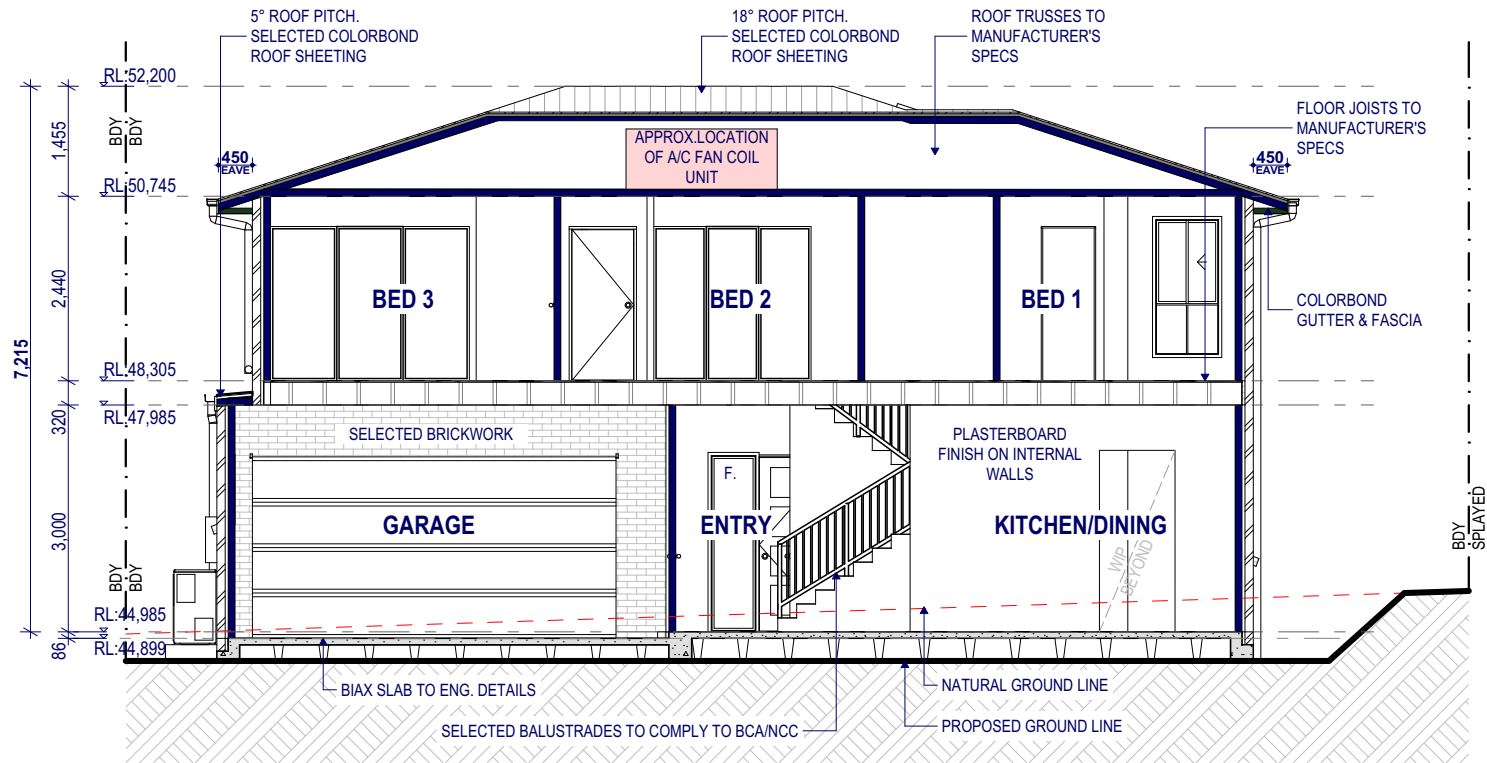 5° ROOF PITCH.
SELECTED COLORBOND
ROOF SHEETING
18° ROOF PITCH.
SELECTED COLORBOND
ROOF SHEETING
ROOF TRUSSES TO
MANUFACTURER'S
SPECS
RL:52,200
FLOOR JOISTS TO
MANUFACTURER'S
SPECS
BDY
BDY
1,455
APPROX.LOCATION
OF A/C FAN COIL
UNIT
450
EAVE
450
EAVE
RL:50,745
2,440
BED 3
BED 2
BED 1
COLORBOND
GUTTER & FASCIA
7,215
RL:48,305
320
RL:47,985
SELECTED BRICKWORK
PLASTERBOARD
FINISH ON INTERNAL
WALLS
F.
3,000
GARAGE
ENTRY
KITCHEN/DINING
BDY
SPLAYED
WIP
BEYOND
BDY
BDY
RL:44,985
86
RL:44,899
BIAX SLAB TO ENG. DETAILS
NATURAL GROUND LINE
SELECTED BALUSTRADES TO COMPLY TO BCA/NCC
PROPOSED GROUND LINE